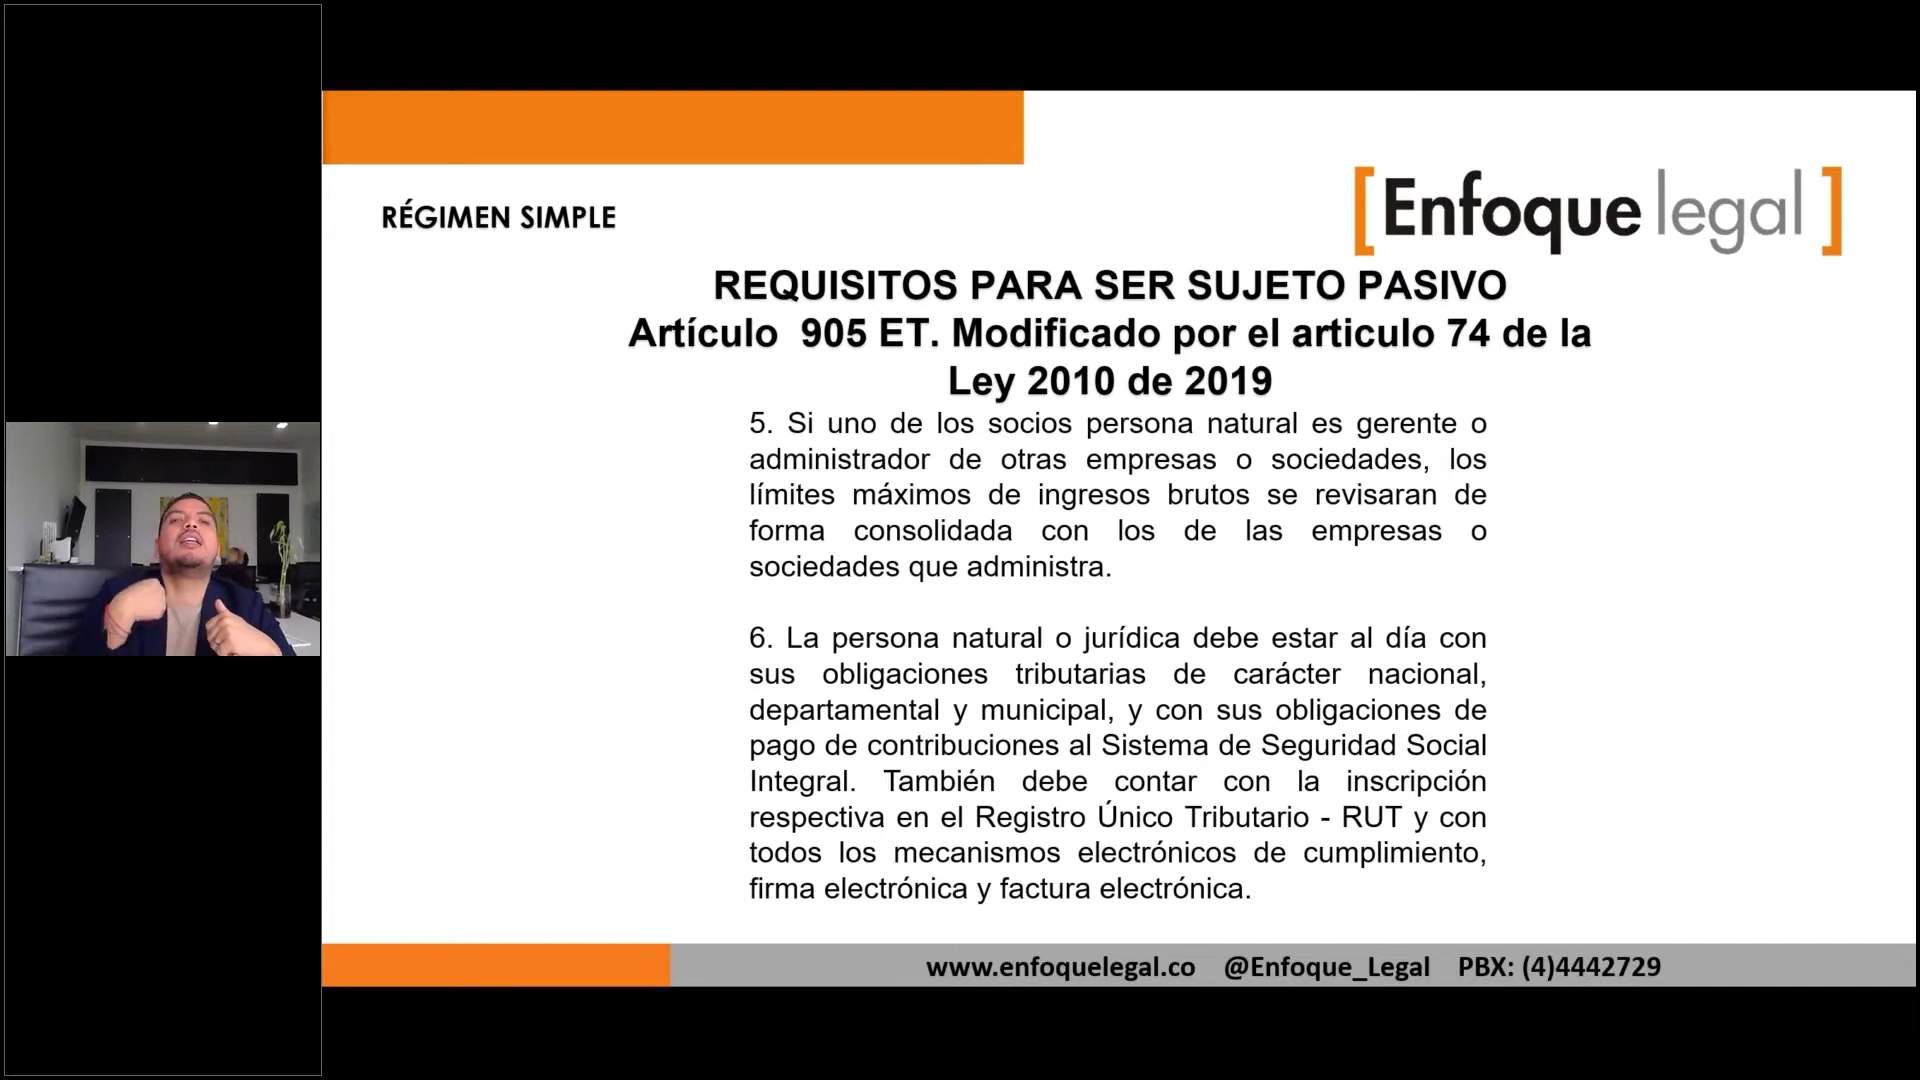 RÉGIMEN SIMPLE
[Enfoque legal]
REQUISITOS PARA SER SUJETO PASIVO
Artículo  905 ET. Modificado por el articulo 74 de la
Ley 2010 de 2019
5. Si uno de los socios persona natural es gerente o
administrador de otras empresas o sociedades, los
límites máximos de ingresos brutos se revisaran de
forma consolidada con los de las empresas o
sociedades que administra.
6. La persona natural o jurídica debe estar al día con
sus obligaciones tributarias de carácter nacional,
departamental y municipal, y con sus obligaciones de
pago de contribuciones al Sistema de Seguridad Social
Integral. También debe contar con la inscripción
respectiva en el Registro Único Tributario - RUT y con
todos los mecanismos electrónicos de cumplimiento,
firma electrónica y factura electrónica.
www.enfoquelegal.co @Enfoque_Legal PBX: (4)4442729